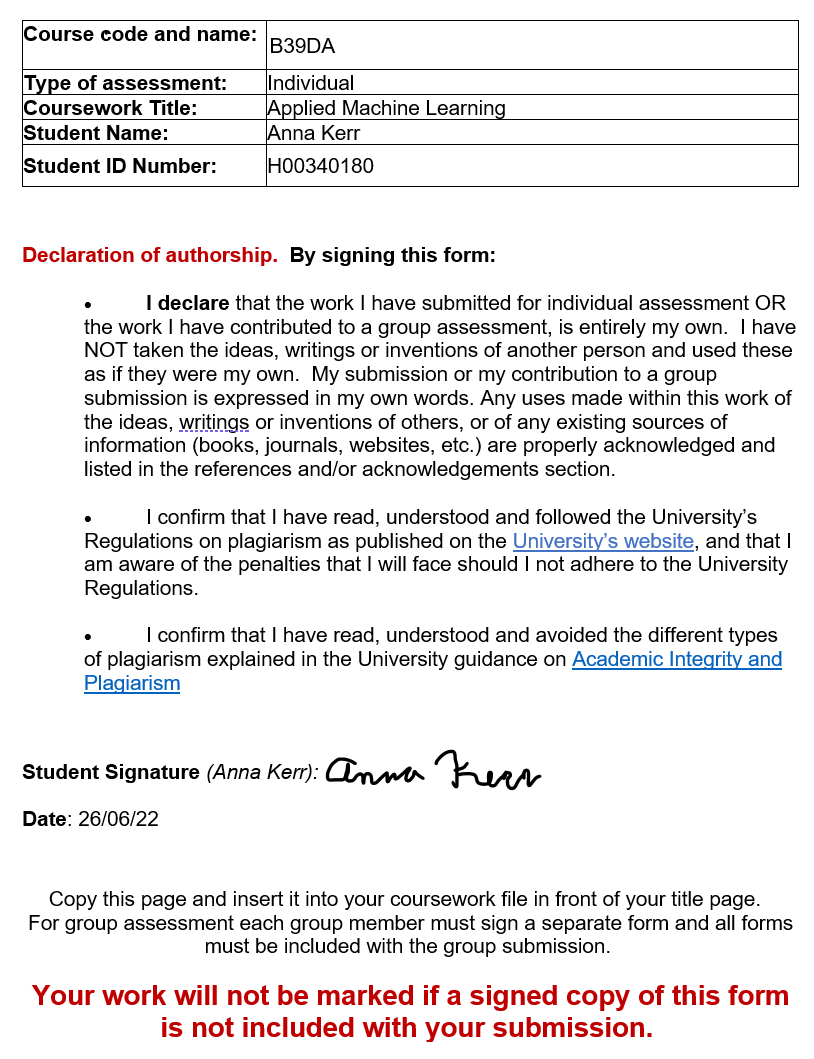 Course code and name: B39DA
Type of assessment: Individual
Coursework Title: Applied Machine Learning
Student Name: Anna Kerr
Student ID Number: H00340180
Declaration of authorship. By signing this form:
• I declare that the work I have submitted for individual assessment OR
the work I have contributed to a group assessment, is entirely my own. I have
NOT taken the ideas, writings or inventions of another person and used these
as if they were my own. My submission or my contribution to a group
submission is expressed in my own words. Any uses made within this work of
the ideas, writings or inventions of others, or of any existing sources of
information (books, journals, websites, etc.) are properly acknowledged and
listed in the references and/or acknowledgements section.
• I confirm that I have read, understood and followed the University’s
Regulations on plagiarism as published on the University’s website, and that I
am aware of the penalties that I will face should I not adhere to the University
Regulations.
• I confirm that I have read, understood and avoided the different types
of plagiarism explained in the University guidance on Academic Integrity and
Plagiarism
Student Signature (Anna Kerr): Anna Kerr
Date: 26/06/22
Copy this page and insert it into your coursework file in front of your title page.
For group assessment each group member must sign a separate form and all forms
must be included with the group submission.
Your work will not be marked if a signed copy of this form
is not included with your submission.